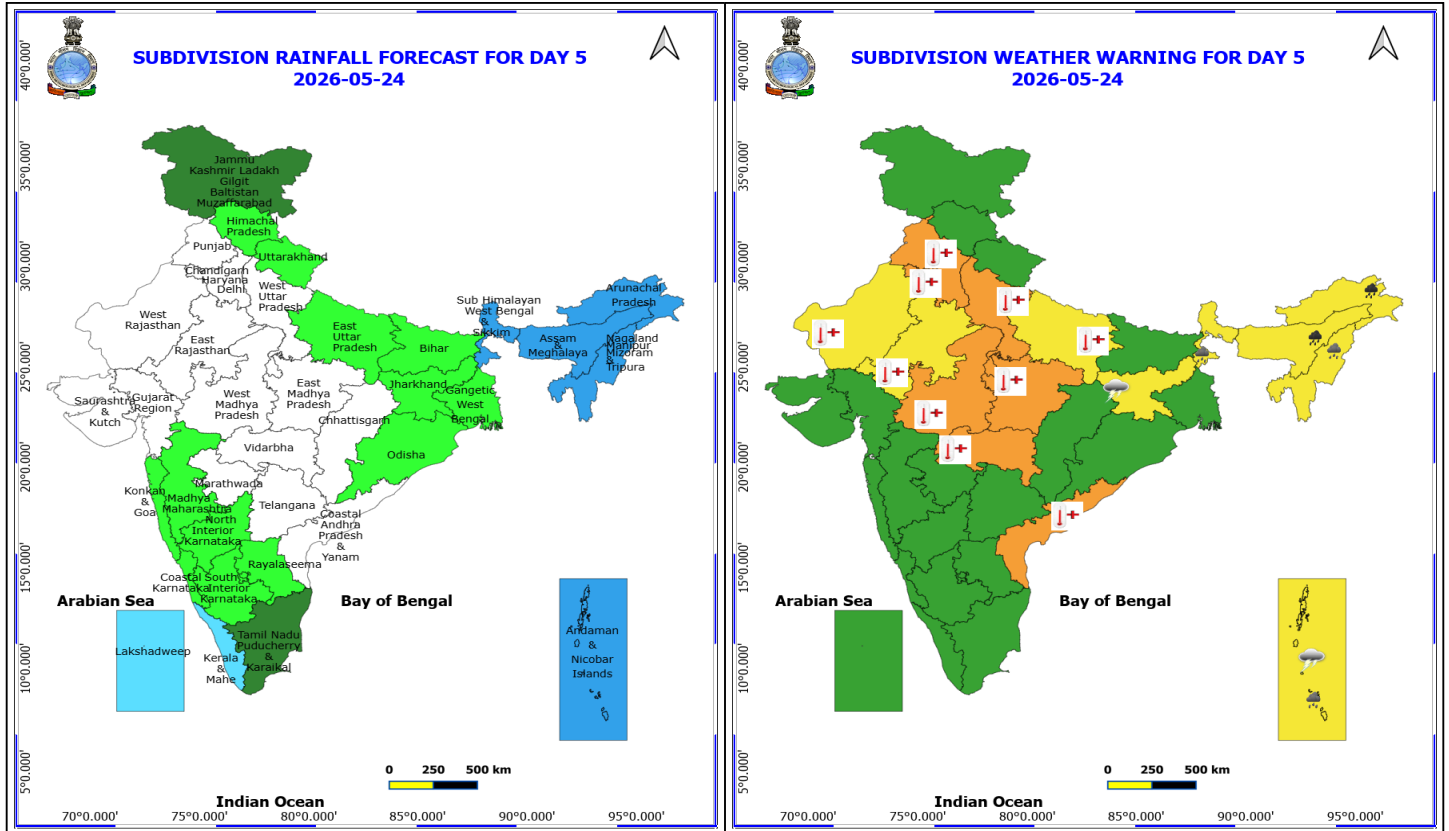 SUBDIVISION RAINFALL FORECAST FOR DAY 5
2026-05-24
40°0.000'
35°0.000'
30°0.000'
25°0.000'
20°0.000'
15°0.000'
10°0.000'
5°0.000'
Jammu
Kashmir Ladakh
Gilgit
Baltistan
Muzaffarabad
Himachal
Pradesh
Punjab
Uttarakhand
Chandigarh
Haryana
Delhi
West
Uttar
Pradesh
West
Rajasthan
East
Rajasthan
East
Uttar
Pradesh
Bihar
Sub Himalayan
West Bengal
&
Sikkim
Arunachal
Pradesh
Assam
&
Meghalaya
Nagaland
Manipur
Mizoram
&
Tripura
Saurashtra
&
Kutch
Gujarat
Region
West
Madhya
Pradesh
East
Madhya
Pradesh
Jharkhand
Gangetic
West
Bengal
Chhattisgarh
Odisha
Vidarbha
Marathwada
Konkan
&
Goa
Madhya
Maharashtra
North
Interior
Karnataka
Telangana
Coastal
Andhra
Pradesh
&
Yanam
Rayalaseema
Coastal
Karnataka
South
Interior
Karnataka
Arabian Sea
Bay of Bengal
Lakshadweep
Kerala
&
Mahe
Tamil Nadu
Puducherry
&
Karaikal
Andaman
&
Nicobar
Islands
0 250 500 km
Indian Ocean
70°0.000' 75°0.000' 80°0.000' 85°0.000' 90°0.000' 95°0.000'
SUBDIVISION WEATHER WARNING FOR DAY 5
2026-05-24
40°0.000'
35°0.000'
30°0.000'
25°0.000'
20°0.000'
15°0.000'
10°0.000'
5°0.000'
Arabian Sea
Bay of Bengal
0 250 500 km
Indian Ocean
70°0.000' 75°0.000' 80°0.000' 85°0.000' 90°0.000' 95°0.000'